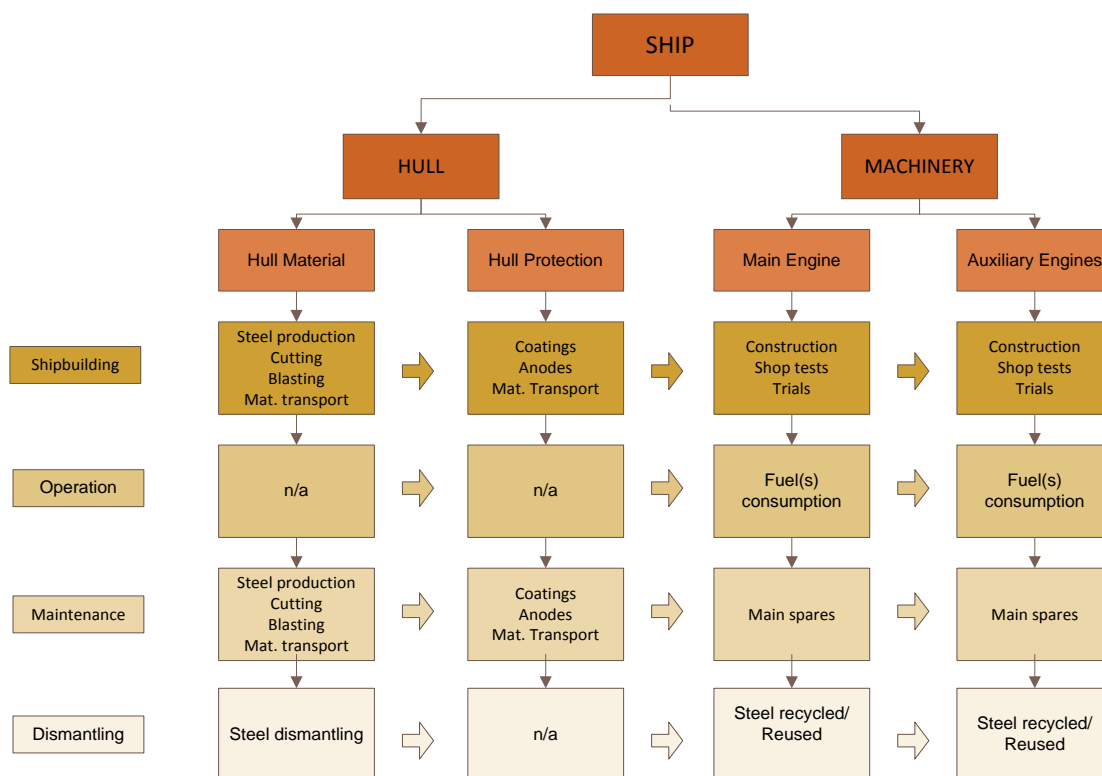 SHIP
HULL
MACHINERY
Hull Material
Hull Protection
Main Engine
Auxiliary Engines
Shipbuilding
Steel production
Cutting
Blasting
Mat. transport
Coatings
Anodes
Mat. Transport
Construction
Shop tests
Trials
Construction
Shop tests
Trials
Operation
n/a
n/a
Fuel(s)
consumption
Fuel(s)
consumption
Maintenance
Steel production
Cutting
Blasting
Mat. transport
Coatings
Anodes
Mat. Transport
Main spares
Main spares
Dismantling
Steel dismantling
n/a
Steel recycled/
Reused
Steel recycled/
Reused